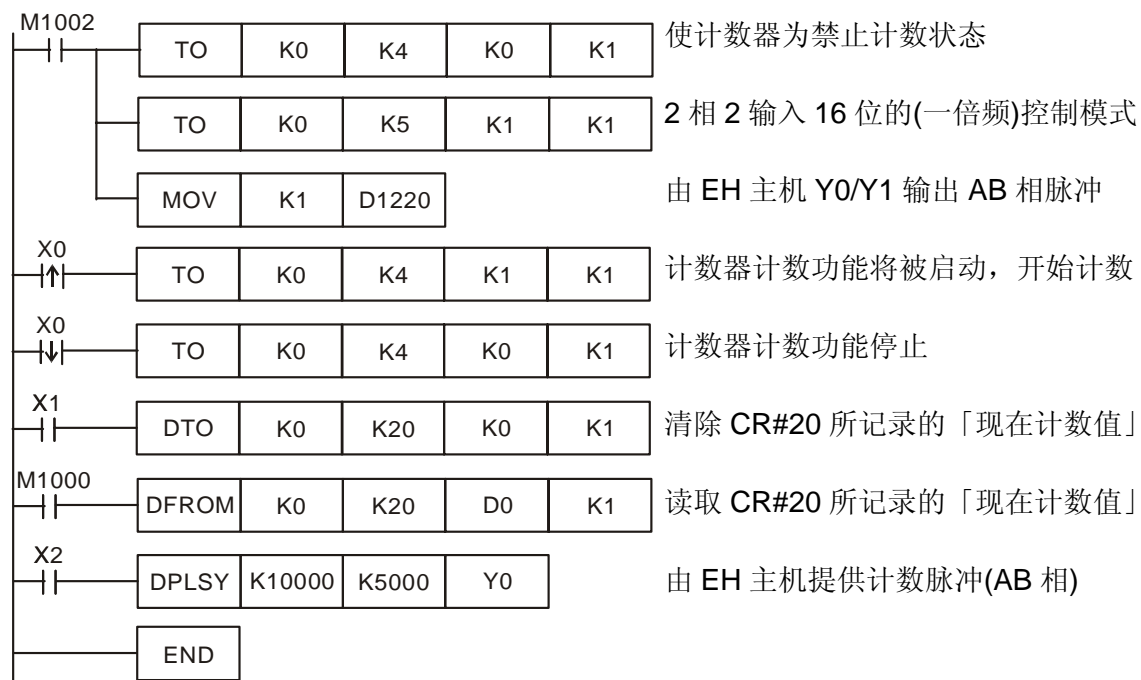 M1002
TO K0 K4 K0 K1 使计数器为禁止计数状态
TO K0 K5 K1 K1 2 相 2 输入 16 位的(一倍频)控制模式
MOV K1 D1220 由 EH 主机 Y0/Y1 输出 AB 相脉冲
X0
TO K0 K4 K1 K1 计数器计数功能将被启动，开始计数
X0
TO K0 K4 K0 K1 计数器计数功能停止
X1
DTO K0 K20 K0 K1 清除 CR#20 所记录的「现在计数值」
M1000
DFROM K0 K20 D0 K1 读取 CR#20 所记录的「现在计数值」
X2
DPLSY K10000 K5000 Y0 由 EH 主机提供计数脉冲(AB 相)
END